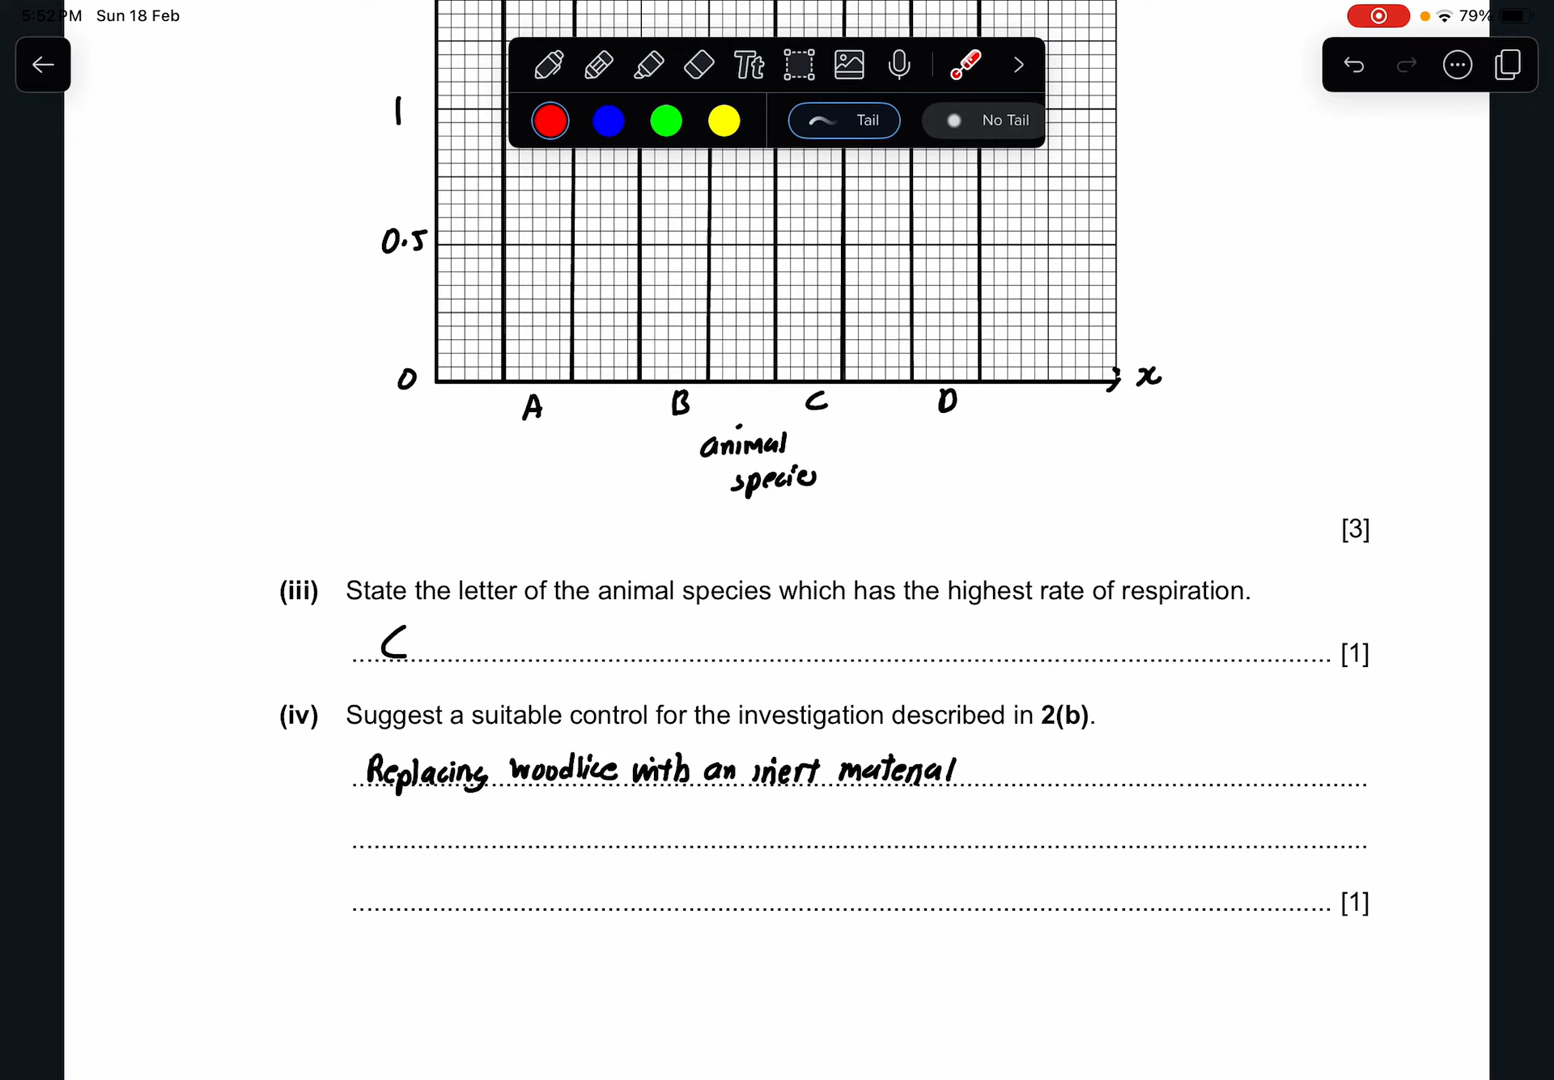 5:52 PM Sun 18 Feb
79%
Tt
Tail
No Tail
1
0.5
0
x
A B C D
animal
species
[3]
(iii) State the letter of the animal species which has the highest rate of respiration.
C
[1]
(iv) Suggest a suitable control for the investigation described in 2(b).
Replacing woodlice with an inert material
[1]